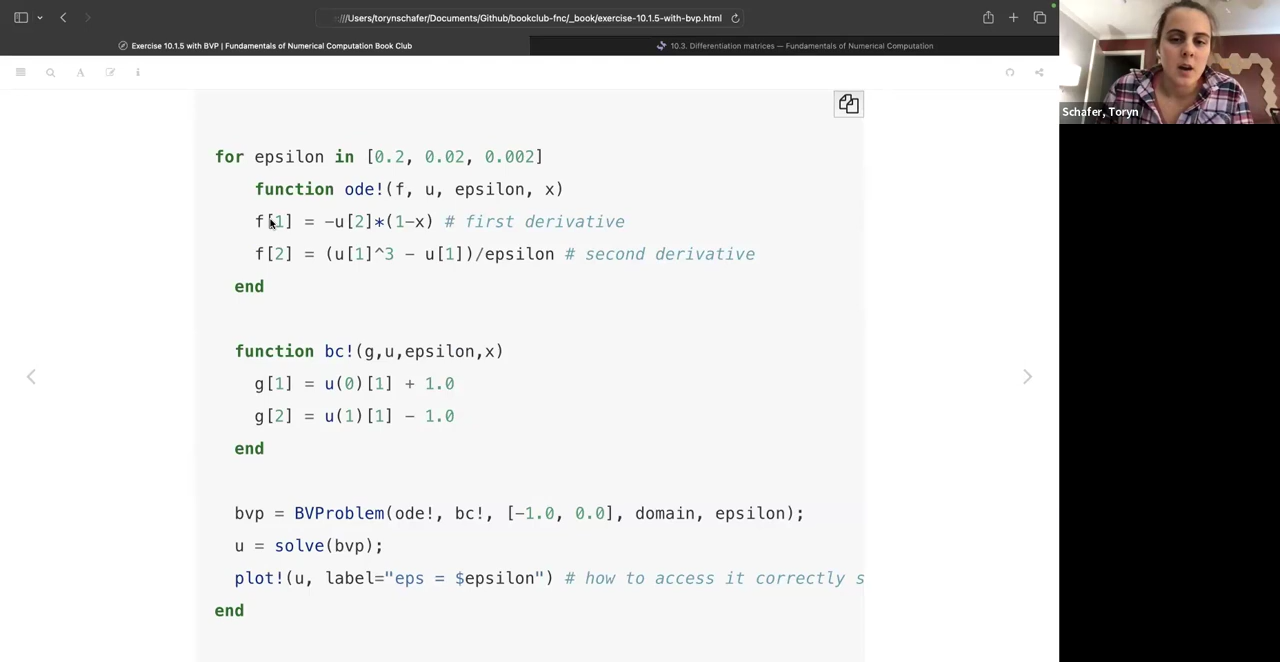 :///Users/torynschafer/Documents/Github/bookclub-fnc/_book/exercise-10.1.5-with-bvp.html
Exercise 10.1.5 with BVP | Fundamentals of Numerical Computation Book Club
10.3. Differentiation matrices — Fundamentals of Numerical Computation
A
i
Schafer, Toryn
for epsilon in [0.2, 0.02, 0.002]
function ode!(f, u, epsilon, x)
f[1] = -u[2]*(1-x) # first derivative
f[2] = (u[1]^3 - u[1])/epsilon # second derivative
end
function bc!(g,u,epsilon,x)
g[1] = u(0)[1] + 1.0
g[2] = u(1)[1] - 1.0
end
bvp = BVProblem(ode!, bc!, [-1.0, 0.0], domain, epsilon);
u = solve(bvp);
plot!(u, label="eps = $epsilon") # how to access it correctly s
end